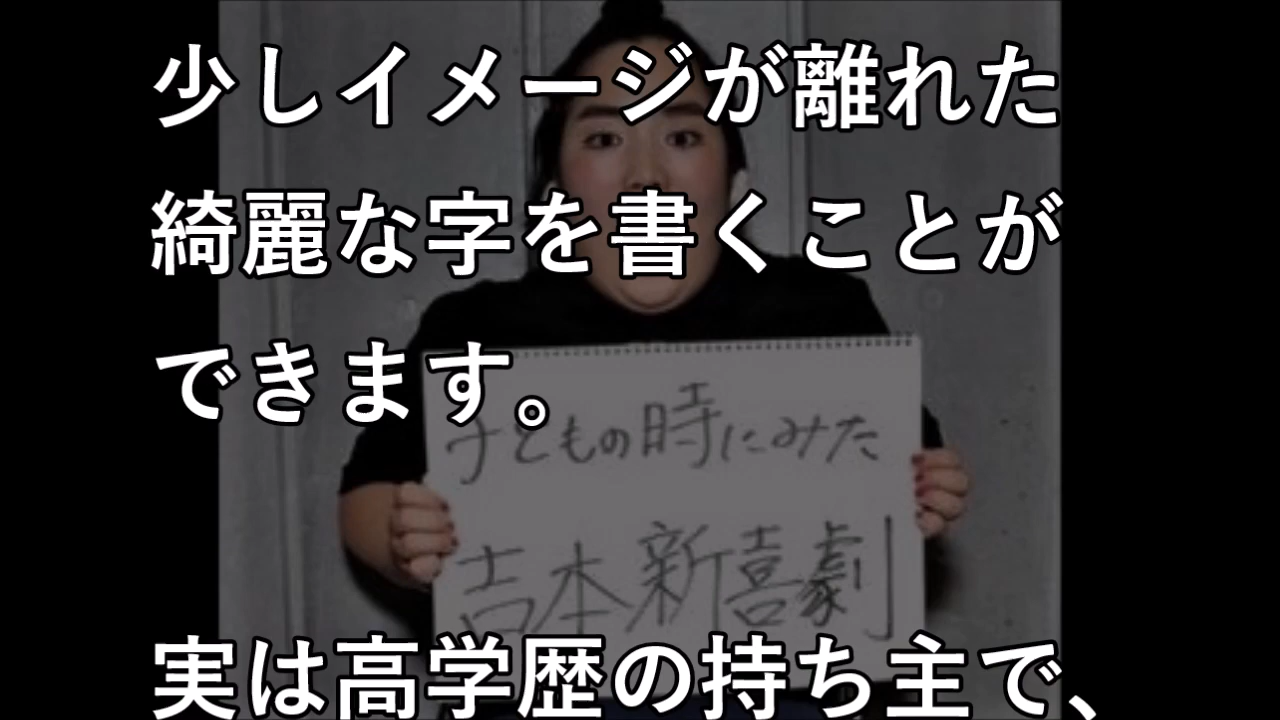 少しイメージが離れた
綺麗な字を書くことが
できます。
子どもの時にみた
吉本新喜劇
実は高学歴の持ち主で、